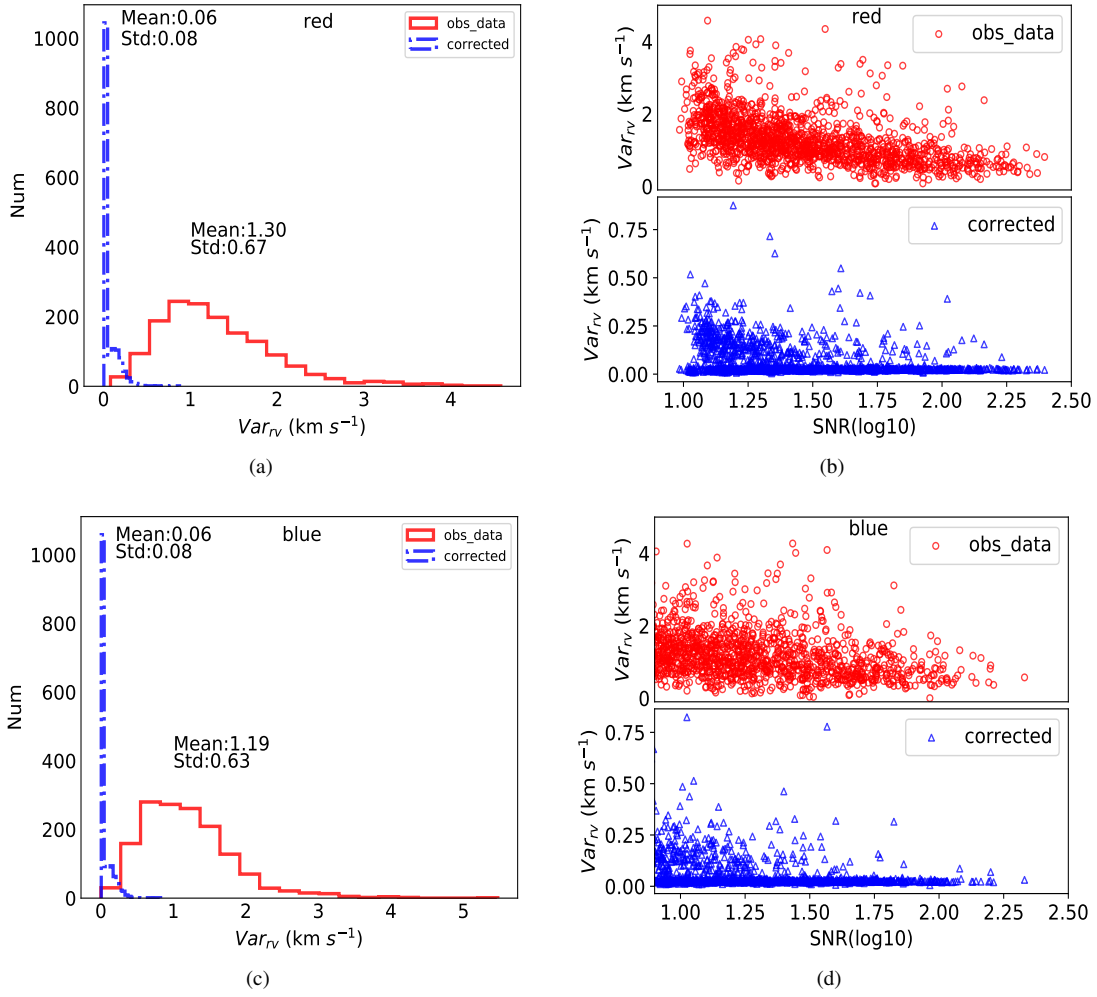 Mean:0.06
Std:0.08
red
obs_data
corrected
Mean:1.30
Std:0.67
Num
0
200
400
600
800
1000
0 1 2 3 4
Var_rv (km s⁻¹)
(a)
red
obs_data
Var_rv (km s⁻¹)
0
2
4
corrected
Var_rv (km s⁻¹)
0.00
0.25
0.50
0.75
1.00 1.25 1.50 1.75 2.00 2.25 2.50
SNR(log10)
(b)
Mean:0.06
Std:0.08
blue
obs_data
corrected
Mean:1.19
Std:0.63
Num
0
200
400
600
800
1000
0 1 2 3 4 5
Var_rv (km s⁻¹)
(c)
blue
obs_data
Var_rv (km s⁻¹)
0
2
4
corrected
Var_rv (km s⁻¹)
0.00
0.25
0.50
0.75
1.00 1.25 1.50 1.75 2.00 2.25 2.50
SNR(log10)
(d)